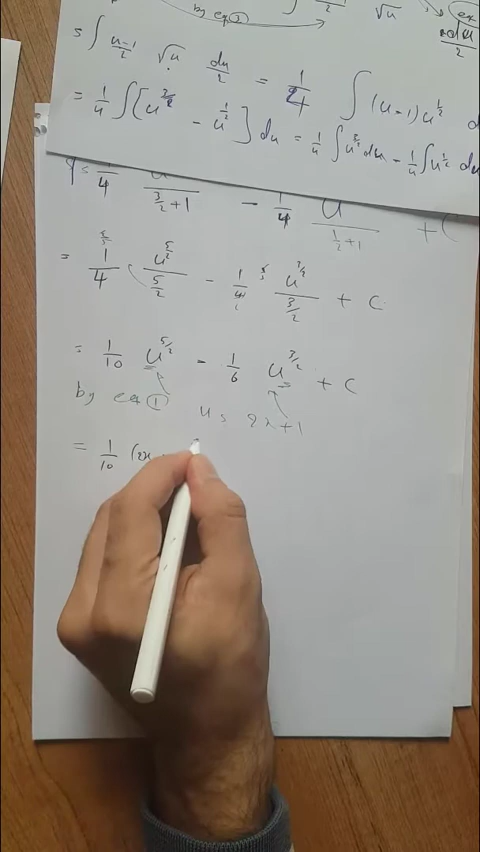 by eq 2 √u
∫ (u-1)/2 √u du/2 = 1/4 ∫ (u-1) u^(1/2)
= 1/4 ∫ [u^(3/2) - u^(1/2)] du = 1/4 ∫ u^(3/2) du - 1/4 ∫ u^(1/2) du
4 3/2 + 1 - 1/4 u 1/2 + 1 + C
= 1/4 · u^(5/2) / (5/2) - 1/4 u^(3/2) / (3/2) + C
= 1/10 u^(5/2) - 1/6 u^(3/2) + C
by eq 1 u = 2x+1
= 1/10 (2x